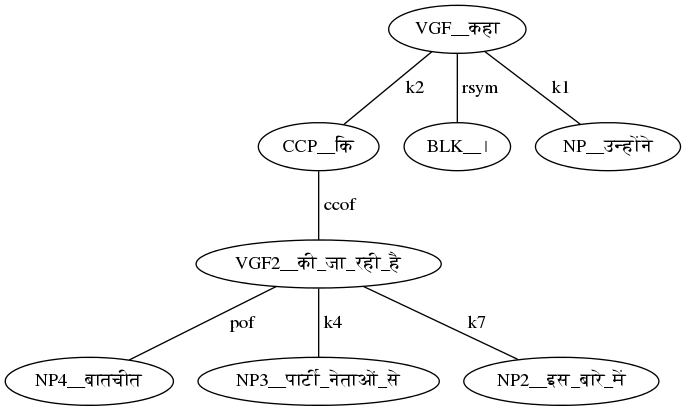 VGF__कहा
k2
rsym
k1
CCP__कि
BLK__।
NP__उन्होंने
ccof
VGF2__की_जा_रही_है
pof
k4
k7
NP4__बातचीत
NP3__पार्टी_नेताओं_से
NP2__इस_बारे_में